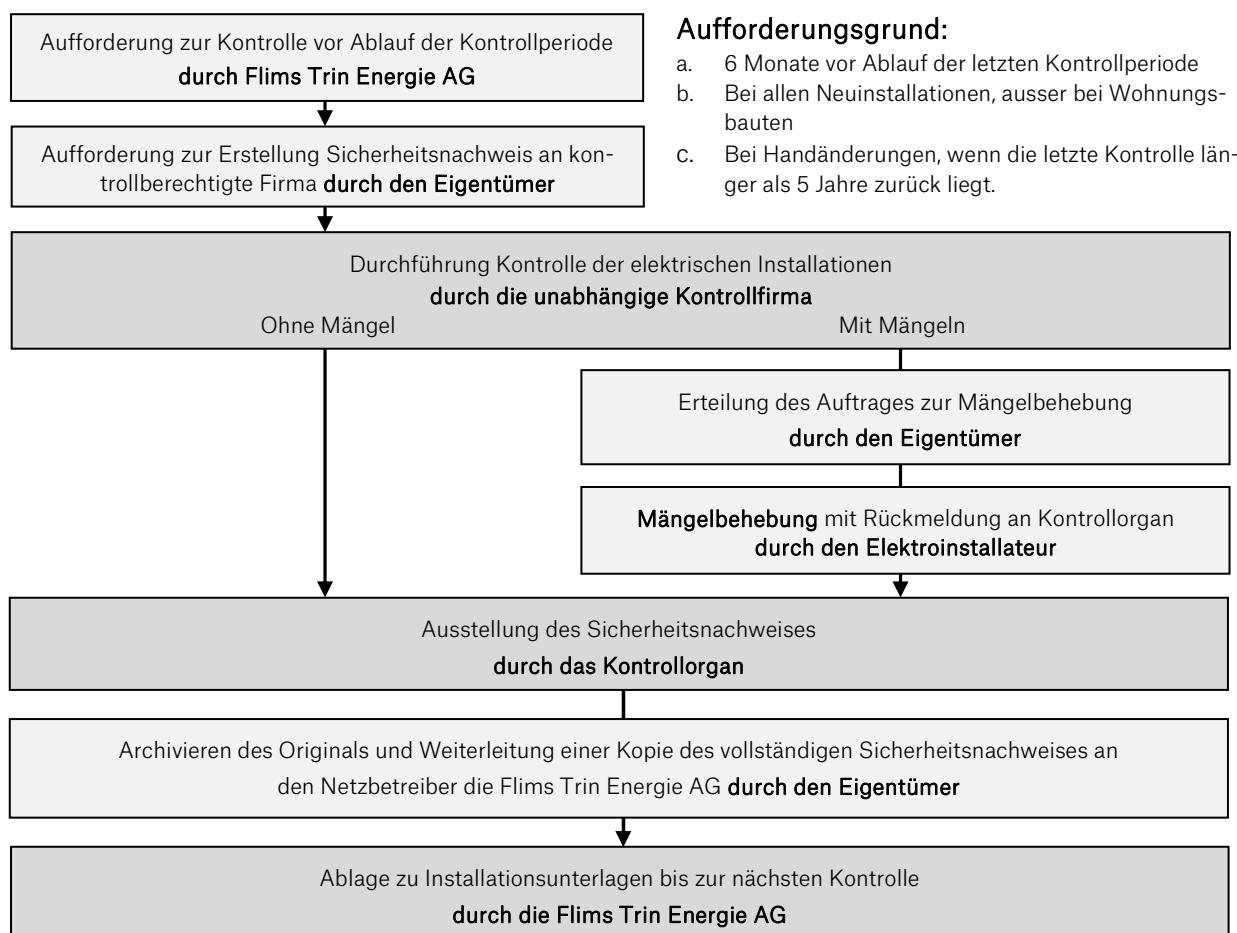 Aufforderung zur Kontrolle vor Ablauf der Kontrollperiode
durch Flims Trin Energie AG
Aufforderung zur Erstellung Sicherheitsnachweis an kon-
trollberechtigte Firma durch den Eigentümer
Aufforderungsgrund:
a. 6 Monate vor Ablauf der letzten Kontrollperiode
b. Bei allen Neuinstallationen, ausser bei Wohnungs-
bauten
c. Bei Handänderungen, wenn die letzte Kontrolle län-
ger als 5 Jahre zurück liegt.
Durchführung Kontrolle der elektrischen Installationen
durch die unabhängige Kontrollfirma
Ohne Mängel
Mit Mängeln
Erteilung des Auftrages zur Mängelbehebung
durch den Eigentümer
Mängelbehebung mit Rückmeldung an Kontrollorgan
durch den Elektroinstallateur
Ausstellung des Sicherheitsnachweises
durch das Kontrollorgan
Archivieren des Originals und Weiterleitung einer Kopie des vollständigen Sicherheitsnachweises an
den Netzbetreiber die Flims Trin Energie AG durch den Eigentümer
Ablage zu Installationsunterlagen bis zur nächsten Kontrolle
durch die Flims Trin Energie AG